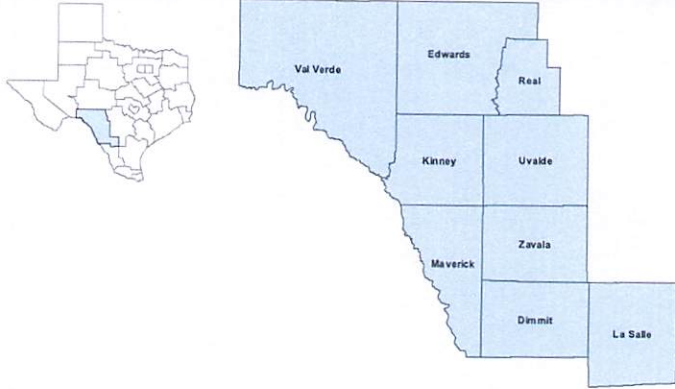 Edwards
Val Verde
Real
Kinney
Uvalde
Zavala
Maverick
Dimmit
La Salle